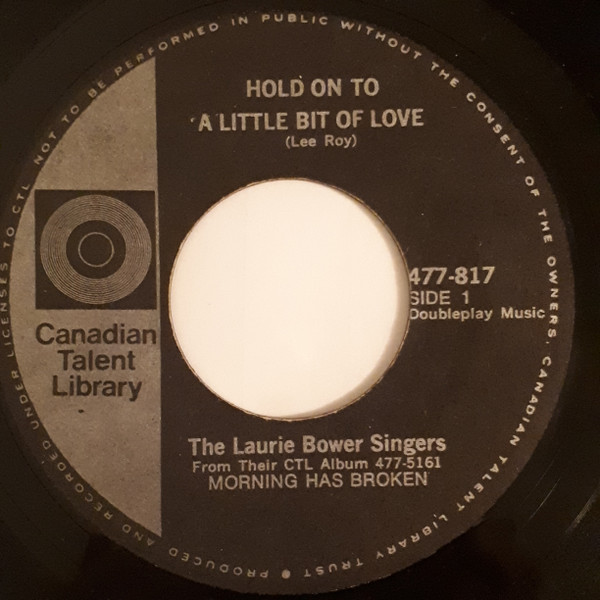 HOLD ON TO
A LITTLE BIT OF LOVE
(Lee Roy)
477-817
SIDE 1
Doubleplay Music
Canadian
Talent
Library
The Laurie Bower Singers
From Their CTL Album 477-5161
MORNING HAS BROKEN
PRODUCED AND RECORDED UNDER LICENSES TO CTL NOT TO BE PERFORMED IN PUBLIC WITHOUT THE CONSENT OF THE OWNERS, CANADIAN TALENT LIBRARY TRUST